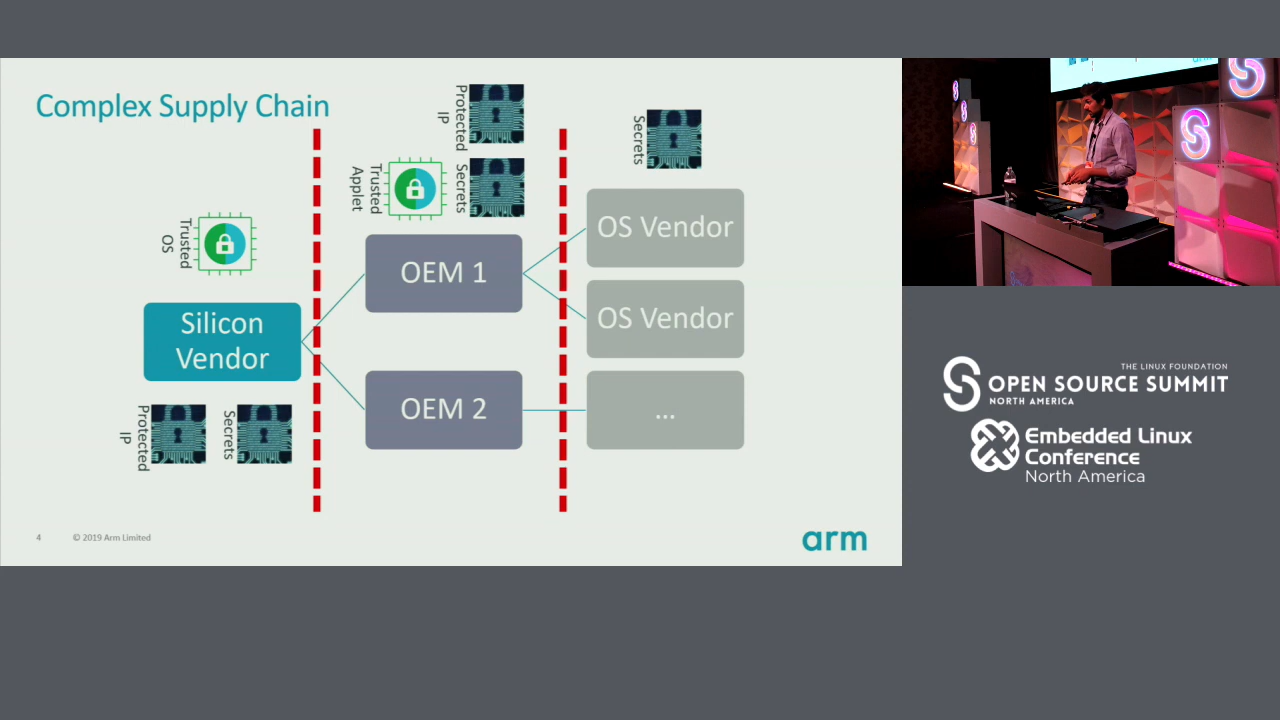 Complex Supply Chain
Trusted
OS
Silicon
Vendor
Protected
IP
Secrets
Protected
IP
Trusted
Applet
Secrets
OEM 1
OEM 2
Secrets
OS Vendor
OS Vendor
...
4
© 2019 Arm Limited
arm
THE LINUX FOUNDATION
OPEN SOURCE SUMMIT
NORTH AMERICA
Embedded Linux
Conference
North America